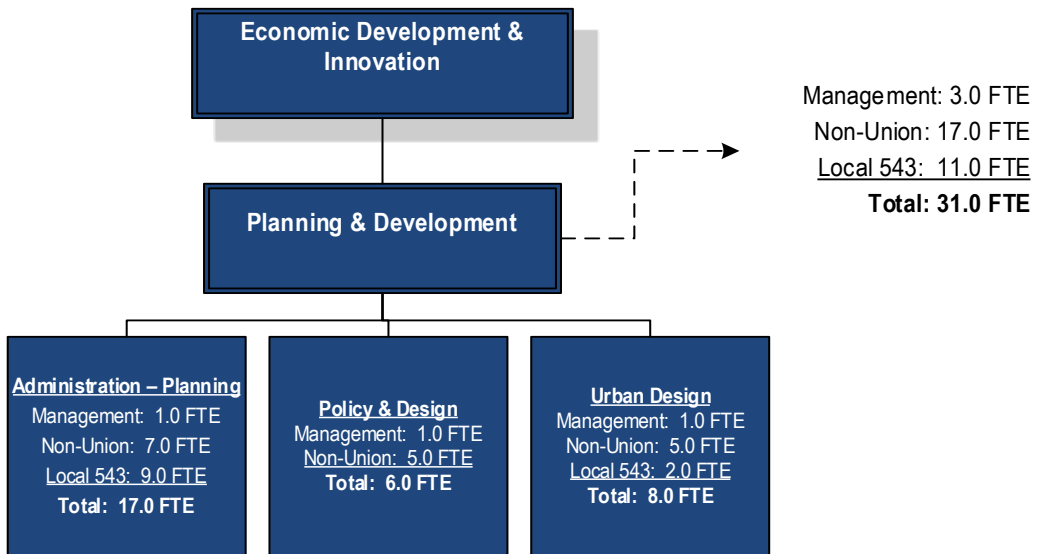 Economic Development &
Innovation
Management: 3.0 FTE
Non-Union: 17.0 FTE
Local 543: 11.0 FTE
Total: 31.0 FTE
Planning & Development
Administration – Planning
Management: 1.0 FTE
Non-Union: 7.0 FTE
Local 543: 9.0 FTE
Total: 17.0 FTE
Policy & Design
Management: 1.0 FTE
Non-Union: 5.0 FTE
Total: 6.0 FTE
Urban Design
Management: 1.0 FTE
Non-Union: 5.0 FTE
Local 543: 2.0 FTE
Total: 8.0 FTE